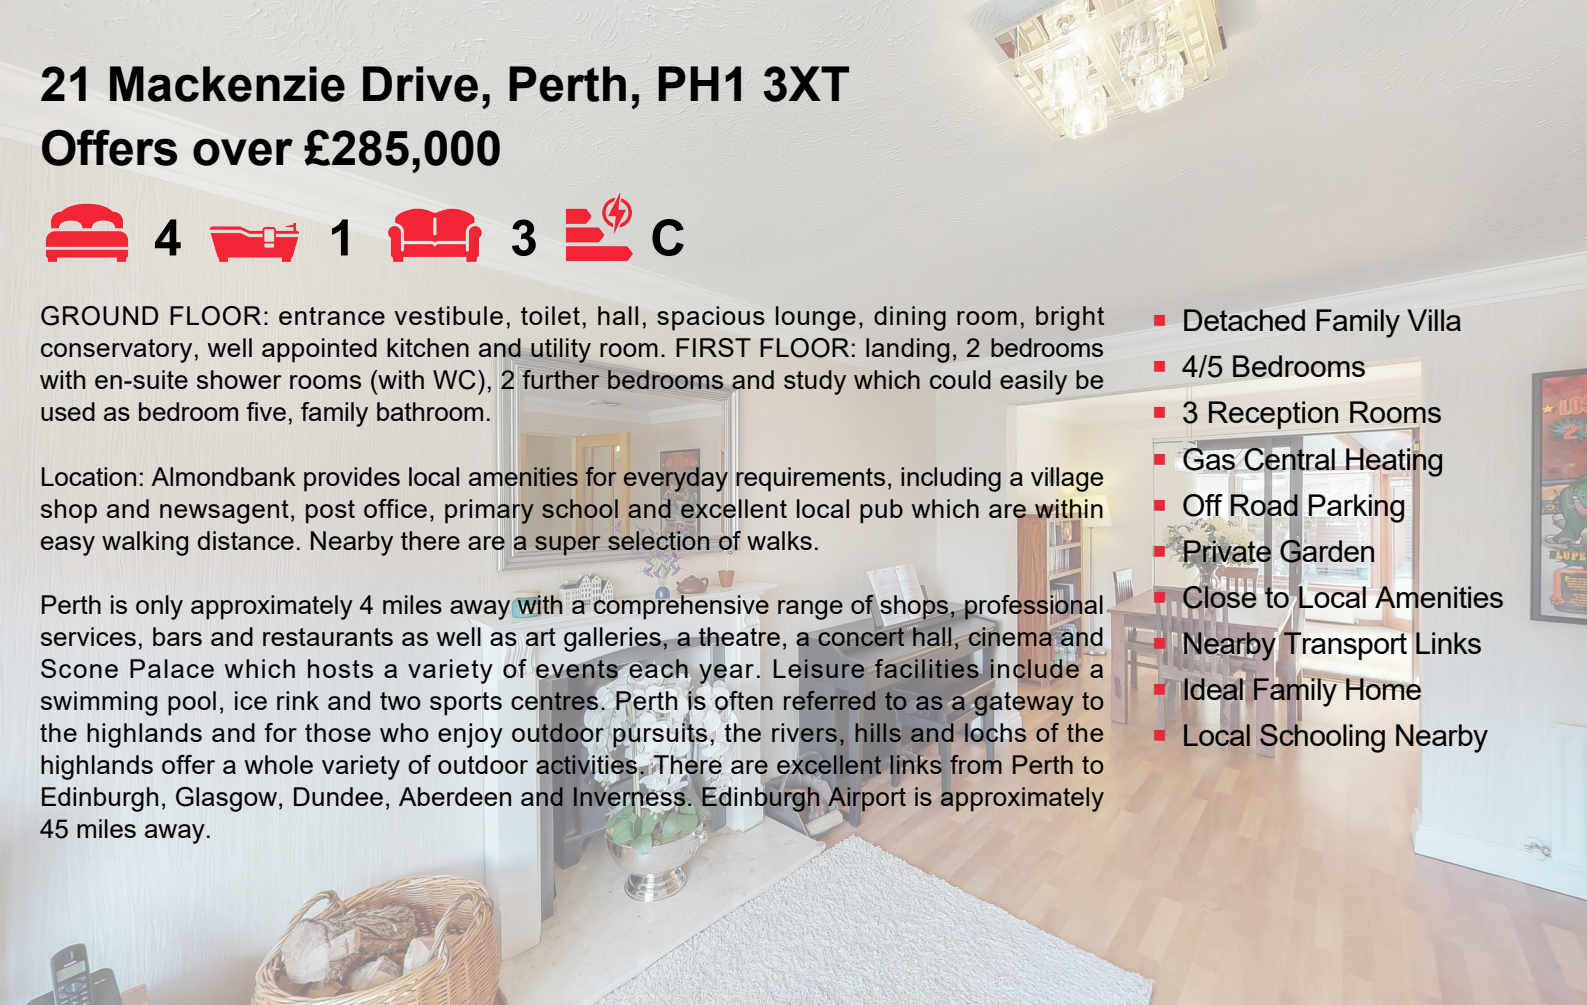 21 Mackenzie Drive, Perth, PH1 3XT
Offers over £285,000
4 1 3 C
GROUND FLOOR: entrance vestibule, toilet, hall, spacious lounge, dining room, bright
conservatory, well appointed kitchen and utility room. FIRST FLOOR: landing, 2 bedrooms
with en-suite shower rooms (with WC), 2 further bedrooms and study which could easily be
used as bedroom five, family bathroom.
Location: Almondbank provides local amenities for everyday requirements, including a village
shop and newsagent, post office, primary school and excellent local pub which are within
easy walking distance. Nearby there are a super selection of walks.
Perth is only approximately 4 miles away with a comprehensive range of shops, professional
services, bars and restaurants as well as art galleries, a theatre, a concert hall, cinema and
Scone Palace which hosts a variety of events each year. Leisure facilities include a
swimming pool, ice rink and two sports centres. Perth is often referred to as a gateway to
the highlands and for those who enjoy outdoor pursuits, the rivers, hills and lochs of the
highlands offer a whole variety of outdoor activities. There are excellent links from Perth to
Edinburgh, Glasgow, Dundee, Aberdeen and Inverness. Edinburgh Airport is approximately
45 miles away.
Detached Family Villa
4/5 Bedrooms
3 Reception Rooms
Gas Central Heating
Off Road Parking
Private Garden
Close to Local Amenities
Nearby Transport Links
Ideal Family Home
Local Schooling Nearby